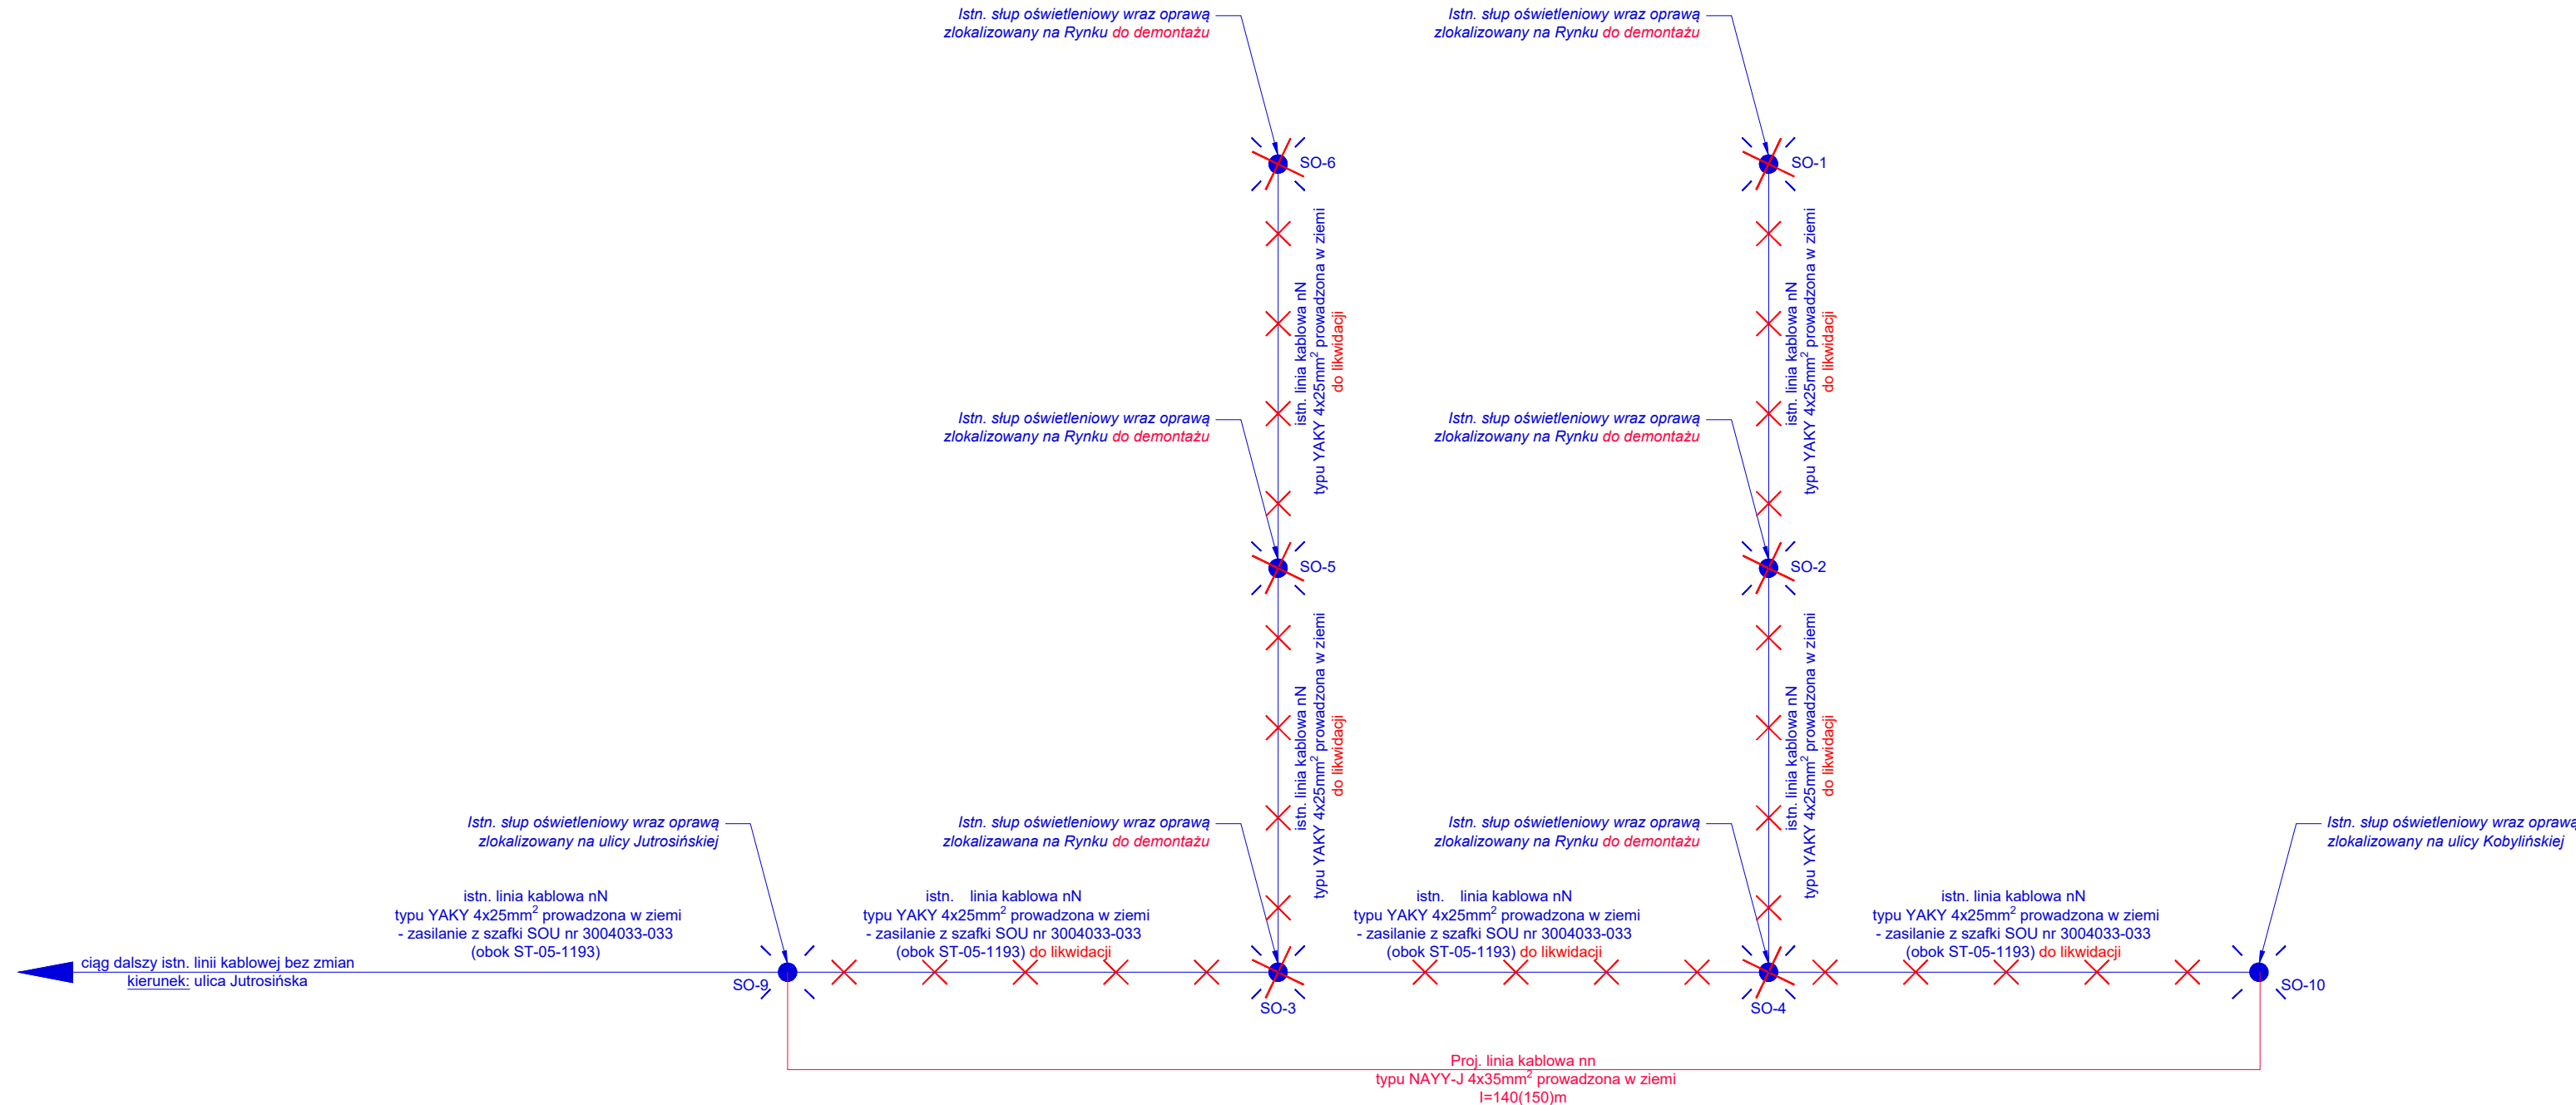 Istn. słup oświetleniowy wraz oprawą
zlokalizowany na Rynku do demontażu
Istn. słup oświetleniowy wraz oprawą
zlokalizowany na Rynku do demontażu
SO-6
SO-1
istn. linia kablowa nN
typu YAKY 4x25mm² prowadzona w ziemi
do likwidacji
istn. linia kablowa nN
typu YAKY 4x25mm² prowadzona w ziemi
do likwidacji
Istn. słup oświetleniowy wraz oprawą
zlokalizowany na Rynku do demontażu
Istn. słup oświetleniowy wraz oprawą
zlokalizowany na Rynku do demontażu
SO-5
SO-2
istn. linia kablowa nN
typu YAKY 4x25mm² prowadzona w ziemi
do likwidacji
istn. linia kablowa nN
typu YAKY 4x25mm² prowadzona w ziemi
do likwidacji
Istn. słup oświetleniowy wraz oprawą
zlokalizowany na ulicy Jutrosińskiej
Istn. słup oświetleniowy wraz oprawą
zlokalizawana na Rynku do demontażu
Istn. słup oświetleniowy wraz oprawą
zlokalizowany na Rynku do demontażu
Istn. słup oświetleniowy wraz oprawą
zlokalizowany na ulicy Kobylińskiej
istn. linia kablowa nN
typu YAKY 4x25mm² prowadzona w ziemi
- zasilanie z szafki SOU nr 3004033-033
(obok ST-05-1193)
istn. linia kablowa nN
typu YAKY 4x25mm² prowadzona w ziemi
- zasilanie z szafki SOU nr 3004033-033
(obok ST-05-1193) do likwidacji
istn. linia kablowa nN
typu YAKY 4x25mm² prowadzona w ziemi
- zasilanie z szafki SOU nr 3004033-033
(obok ST-05-1193) do likwidacji
istn. linia kablowa nN
typu YAKY 4x25mm² prowadzona w ziemi
- zasilanie z szafki SOU nr 3004033-033
(obok ST-05-1193) do likwidacji
ciąg dalszy istn. linii kablowej bez zmian
kierunek: ulica Jutrosińska
SO-9
SO-3
SO-4
SO-10
Proj. linia kablowa nn
typu NAYY-J 4x35mm² prowadzona w ziemi
l=140(150)m